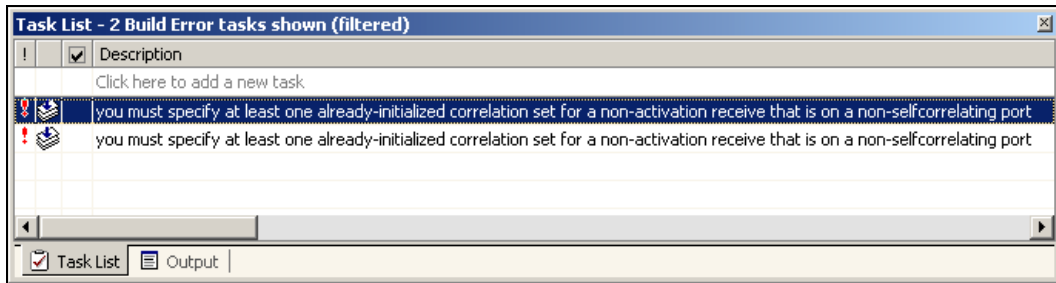 Task List - 2 Build Error tasks shown (filtered)
! Description
Click here to add a new task
you must specify at least one already-initialized correlation set for a non-activation receive that is on a non-selfcorrelating port
you must specify at least one already-initialized correlation set for a non-activation receive that is on a non-selfcorrelating port
Task List Output